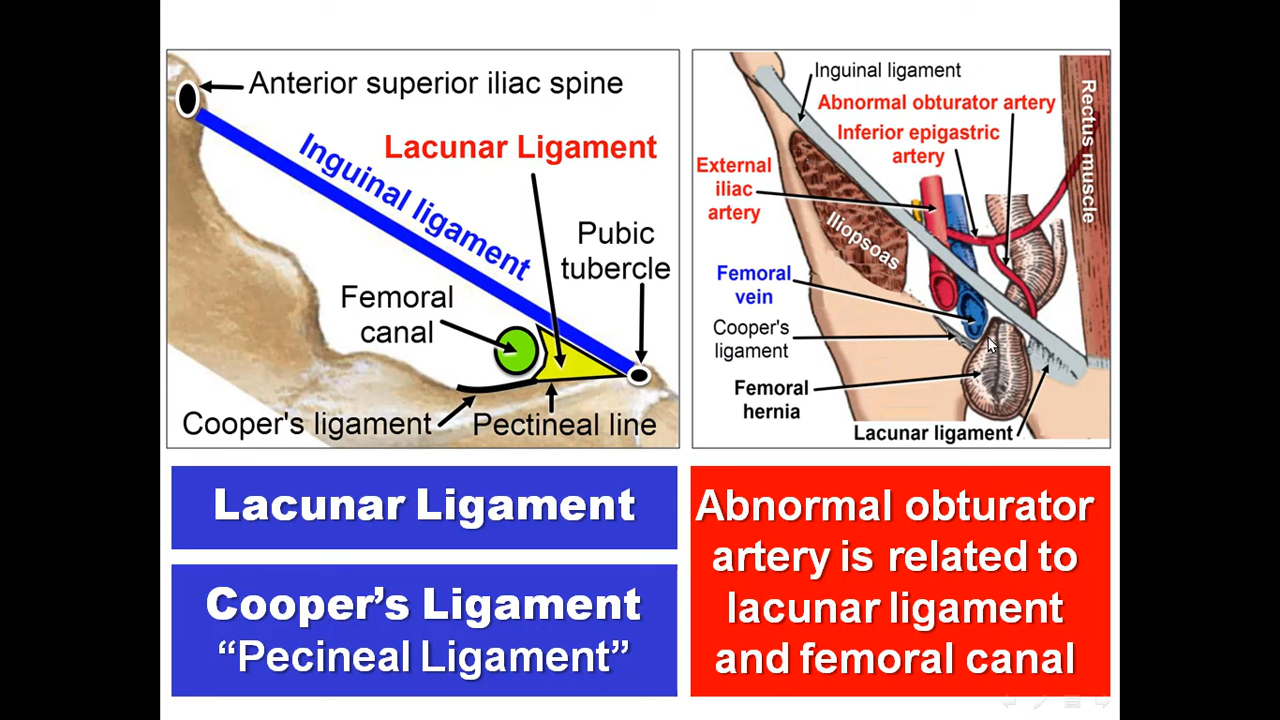 Anterior superior iliac spine
Inguinal ligament
Lacunar Ligament
Pubic
tubercle
Femoral
canal
Cooper's ligament
Pectineal line
Inguinal ligament
Abnormal obturator artery
Inferior epigastric
artery
External
iliac
artery
Rectus muscle
Iliopsoas
Femoral
vein
Cooper's
ligament
Femoral
hernia
Lacunar ligament
Lacunar Ligament
Cooper’s Ligament
“Pecineal Ligament”
Abnormal obturator
artery is related to
lacunar ligament
and femoral canal